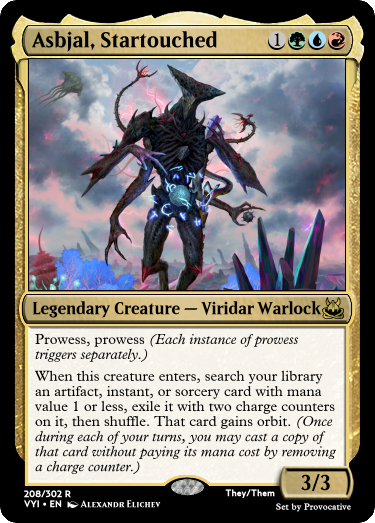 Asbjal, Startouched 1
Legendary Creature — Viridar Warlock
Prowess, prowess (Each instance of prowess
triggers separately.)
When this creature enters, search your library
an artifact, instant, or sorcery card with mana
value 1 or less, exile it with two charge counters
on it, then shuffle. That card gains orbit. (Once
during each of your turns, you may cast a copy of
that card without paying its mana cost by removing
a charge counter.)
3/3
208/302 R
They/Them
VYI • EN Alexandr Elichev
Set by Provocative